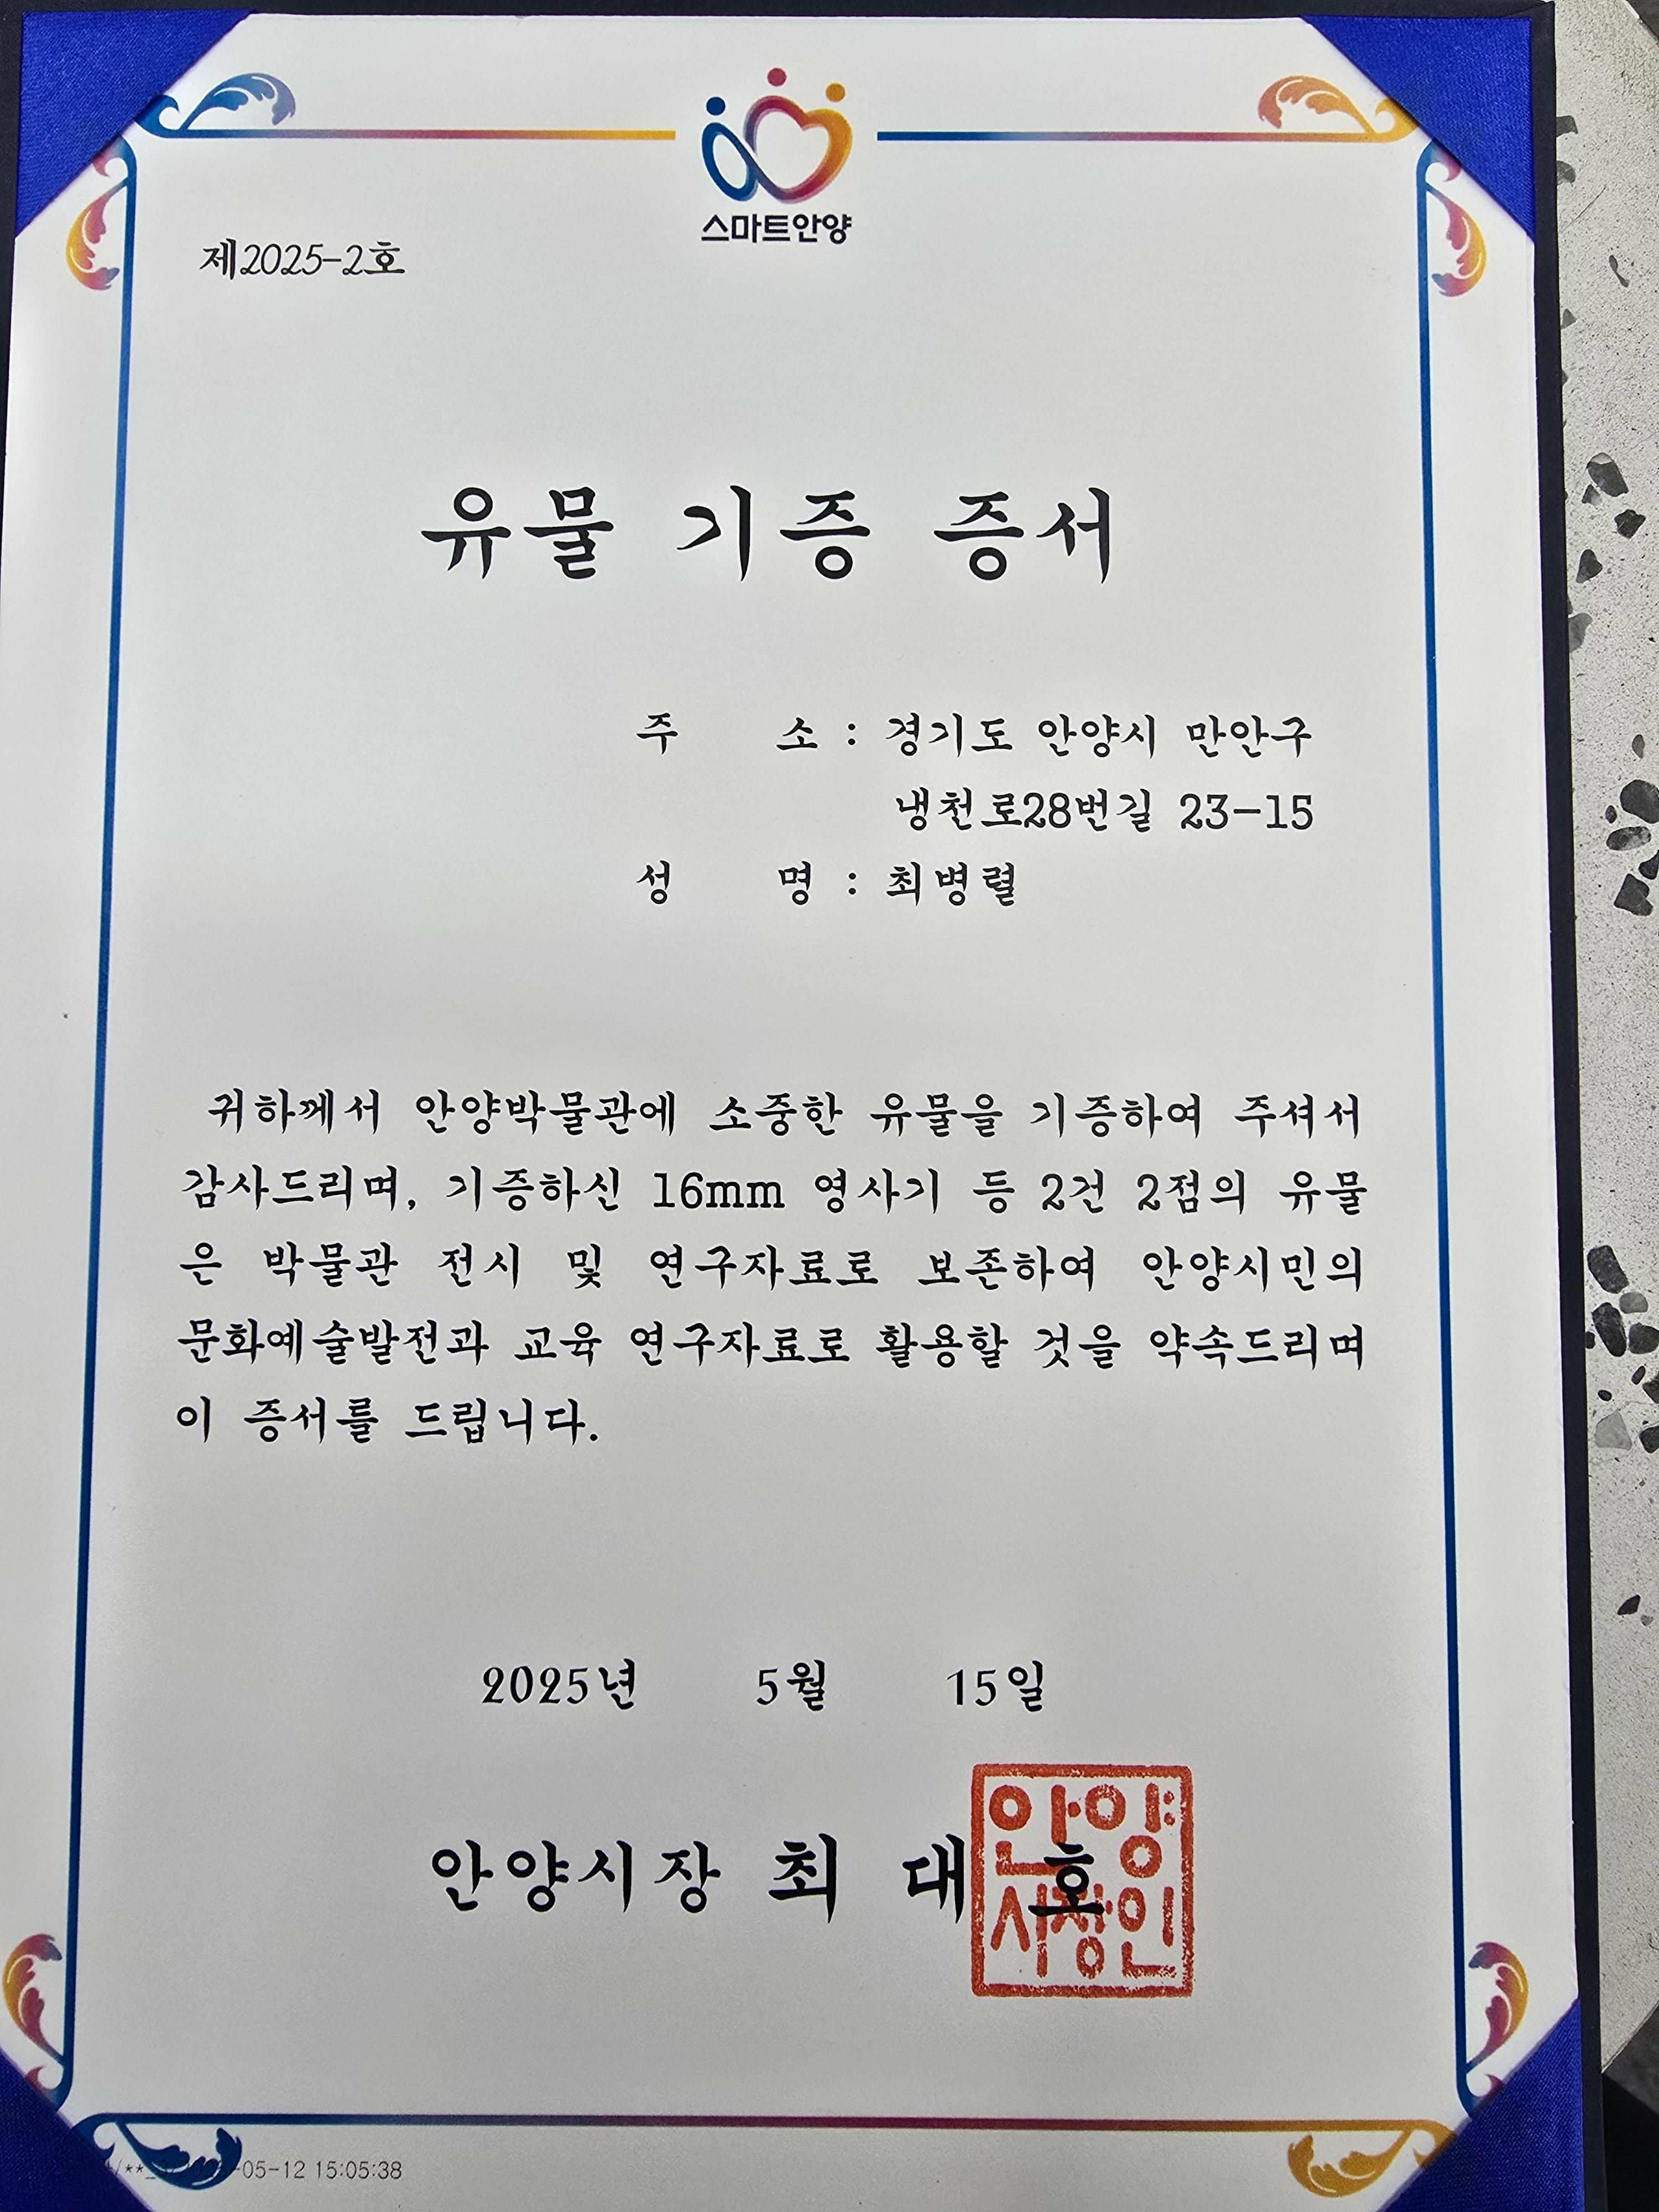 스마트안양
제2025-2호
유물 기증 증서
주 소 : 경기도 안양시 만안구
냉천로28번길 23-15
성 명 : 최병렬
귀하께서 안양박물관에 소중한 유물을 기증하여 주셔서
감사드리며, 기증하신 16mm 영사기 등 2건 2점의 유물
은 박물관 전시 및 연구자료로 보존하여 안양시민의
문화예술발전과 교육 연구자료로 활용할 것을 약속드리며
이 증서를 드립니다.
2025년 5월 15일
안양시장 최 대 호
안양
시장인
-05-12 15:05:38